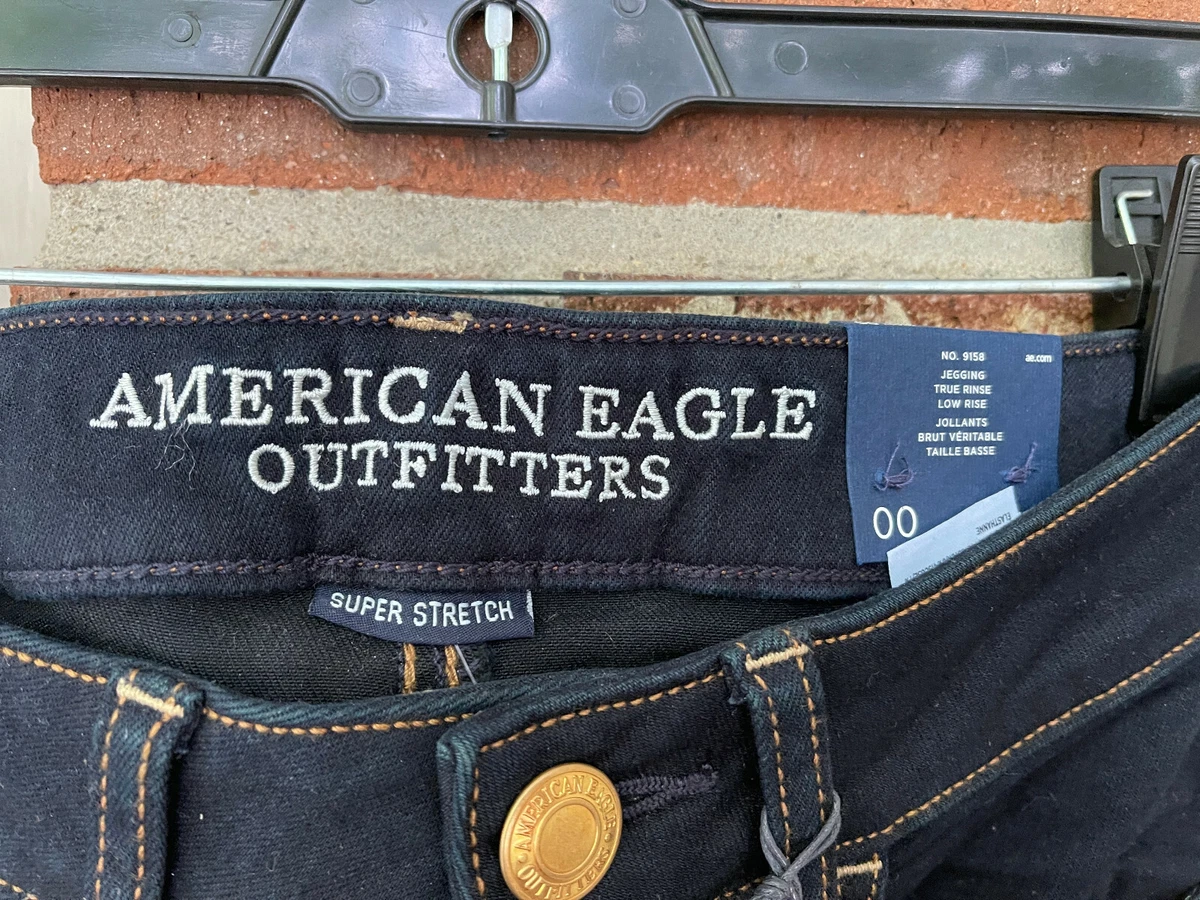 AMERICAN EAGLE
OUTFITTERS
NO. 9158
ae.com
JEGGING
TRUE RINSE
LOW RISE
JOLLANTS
BRUT VÉRITABLE
TAILLE BASSE
00
ELASTHANNE
SUPER STRETCH
AMERICAN EAGLE
OUTFITTERS